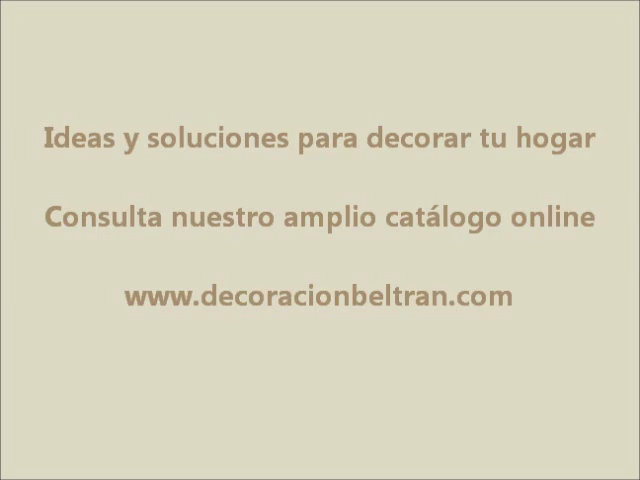 Ideas y soluciones para decorar tu hogar
Consulta nuestro amplio catálogo online
www.decoracionbeltran.com